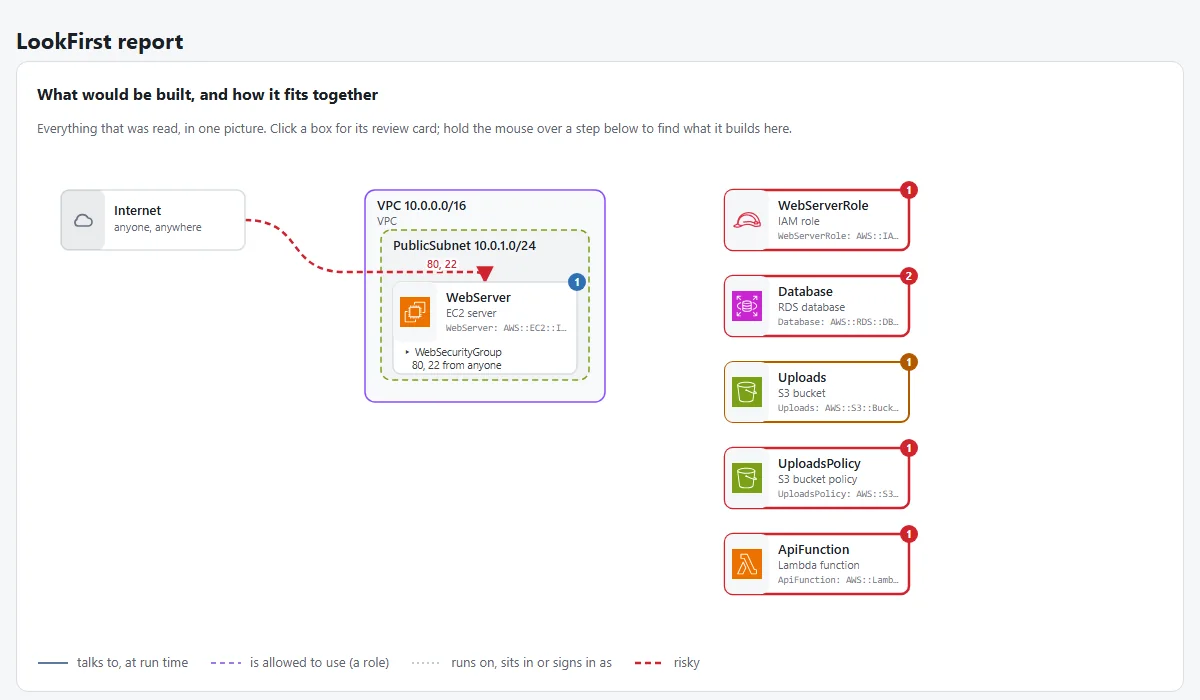 LookFirst report
What would be built, and how it fits together
Everything that was read, in one picture. Click a box for its review card; hold the mouse over a step below to find what it builds here.
Internet
anyone, anywhere
VPC 10.0.0.0/16
VPC
PublicSubnet 10.0.1.0/24
80, 22
1
WebServer
EC2 server
WebServer: AWS::EC2::I…
‣ WebSecurityGroup
80, 22 from anyone
1
WebServerRole
IAM role
WebServerRole: AWS::IA…
2
Database
RDS database
Database: AWS::RDS::DB…
1
Uploads
S3 bucket
Uploads: AWS::S3::Buck…
1
UploadsPolicy
S3 bucket policy
UploadsPolicy: AWS::S3…
1
ApiFunction
Lambda function
ApiFunction: AWS::Lamb…
talks to, at run time
is allowed to use (a role)
runs on, sits in or signs in as
risky